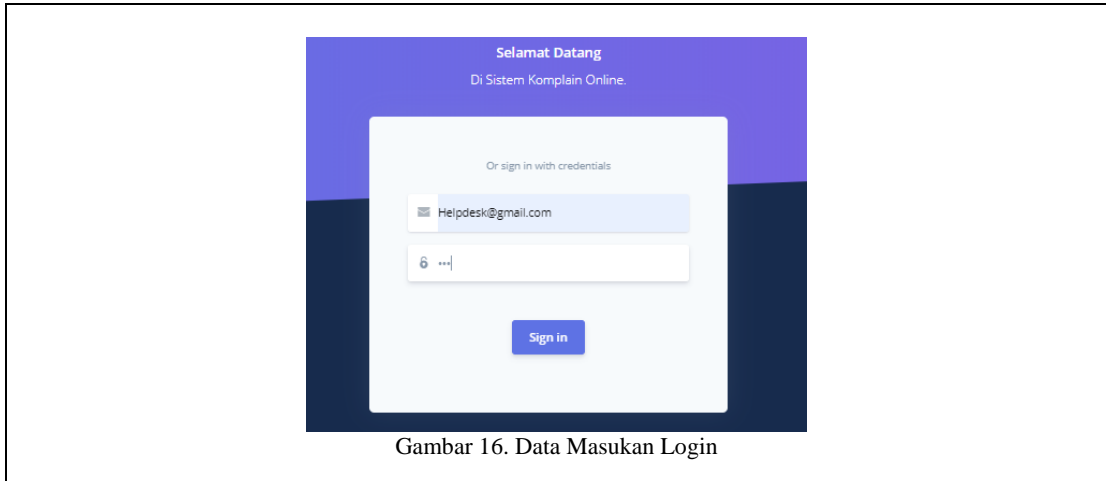 Selamat Datang
Di Sistem Komplain Online.
Or sign in with credentials
Helpdesk@gmail.com
•••
Sign in
Gambar 16. Data Masukan Login